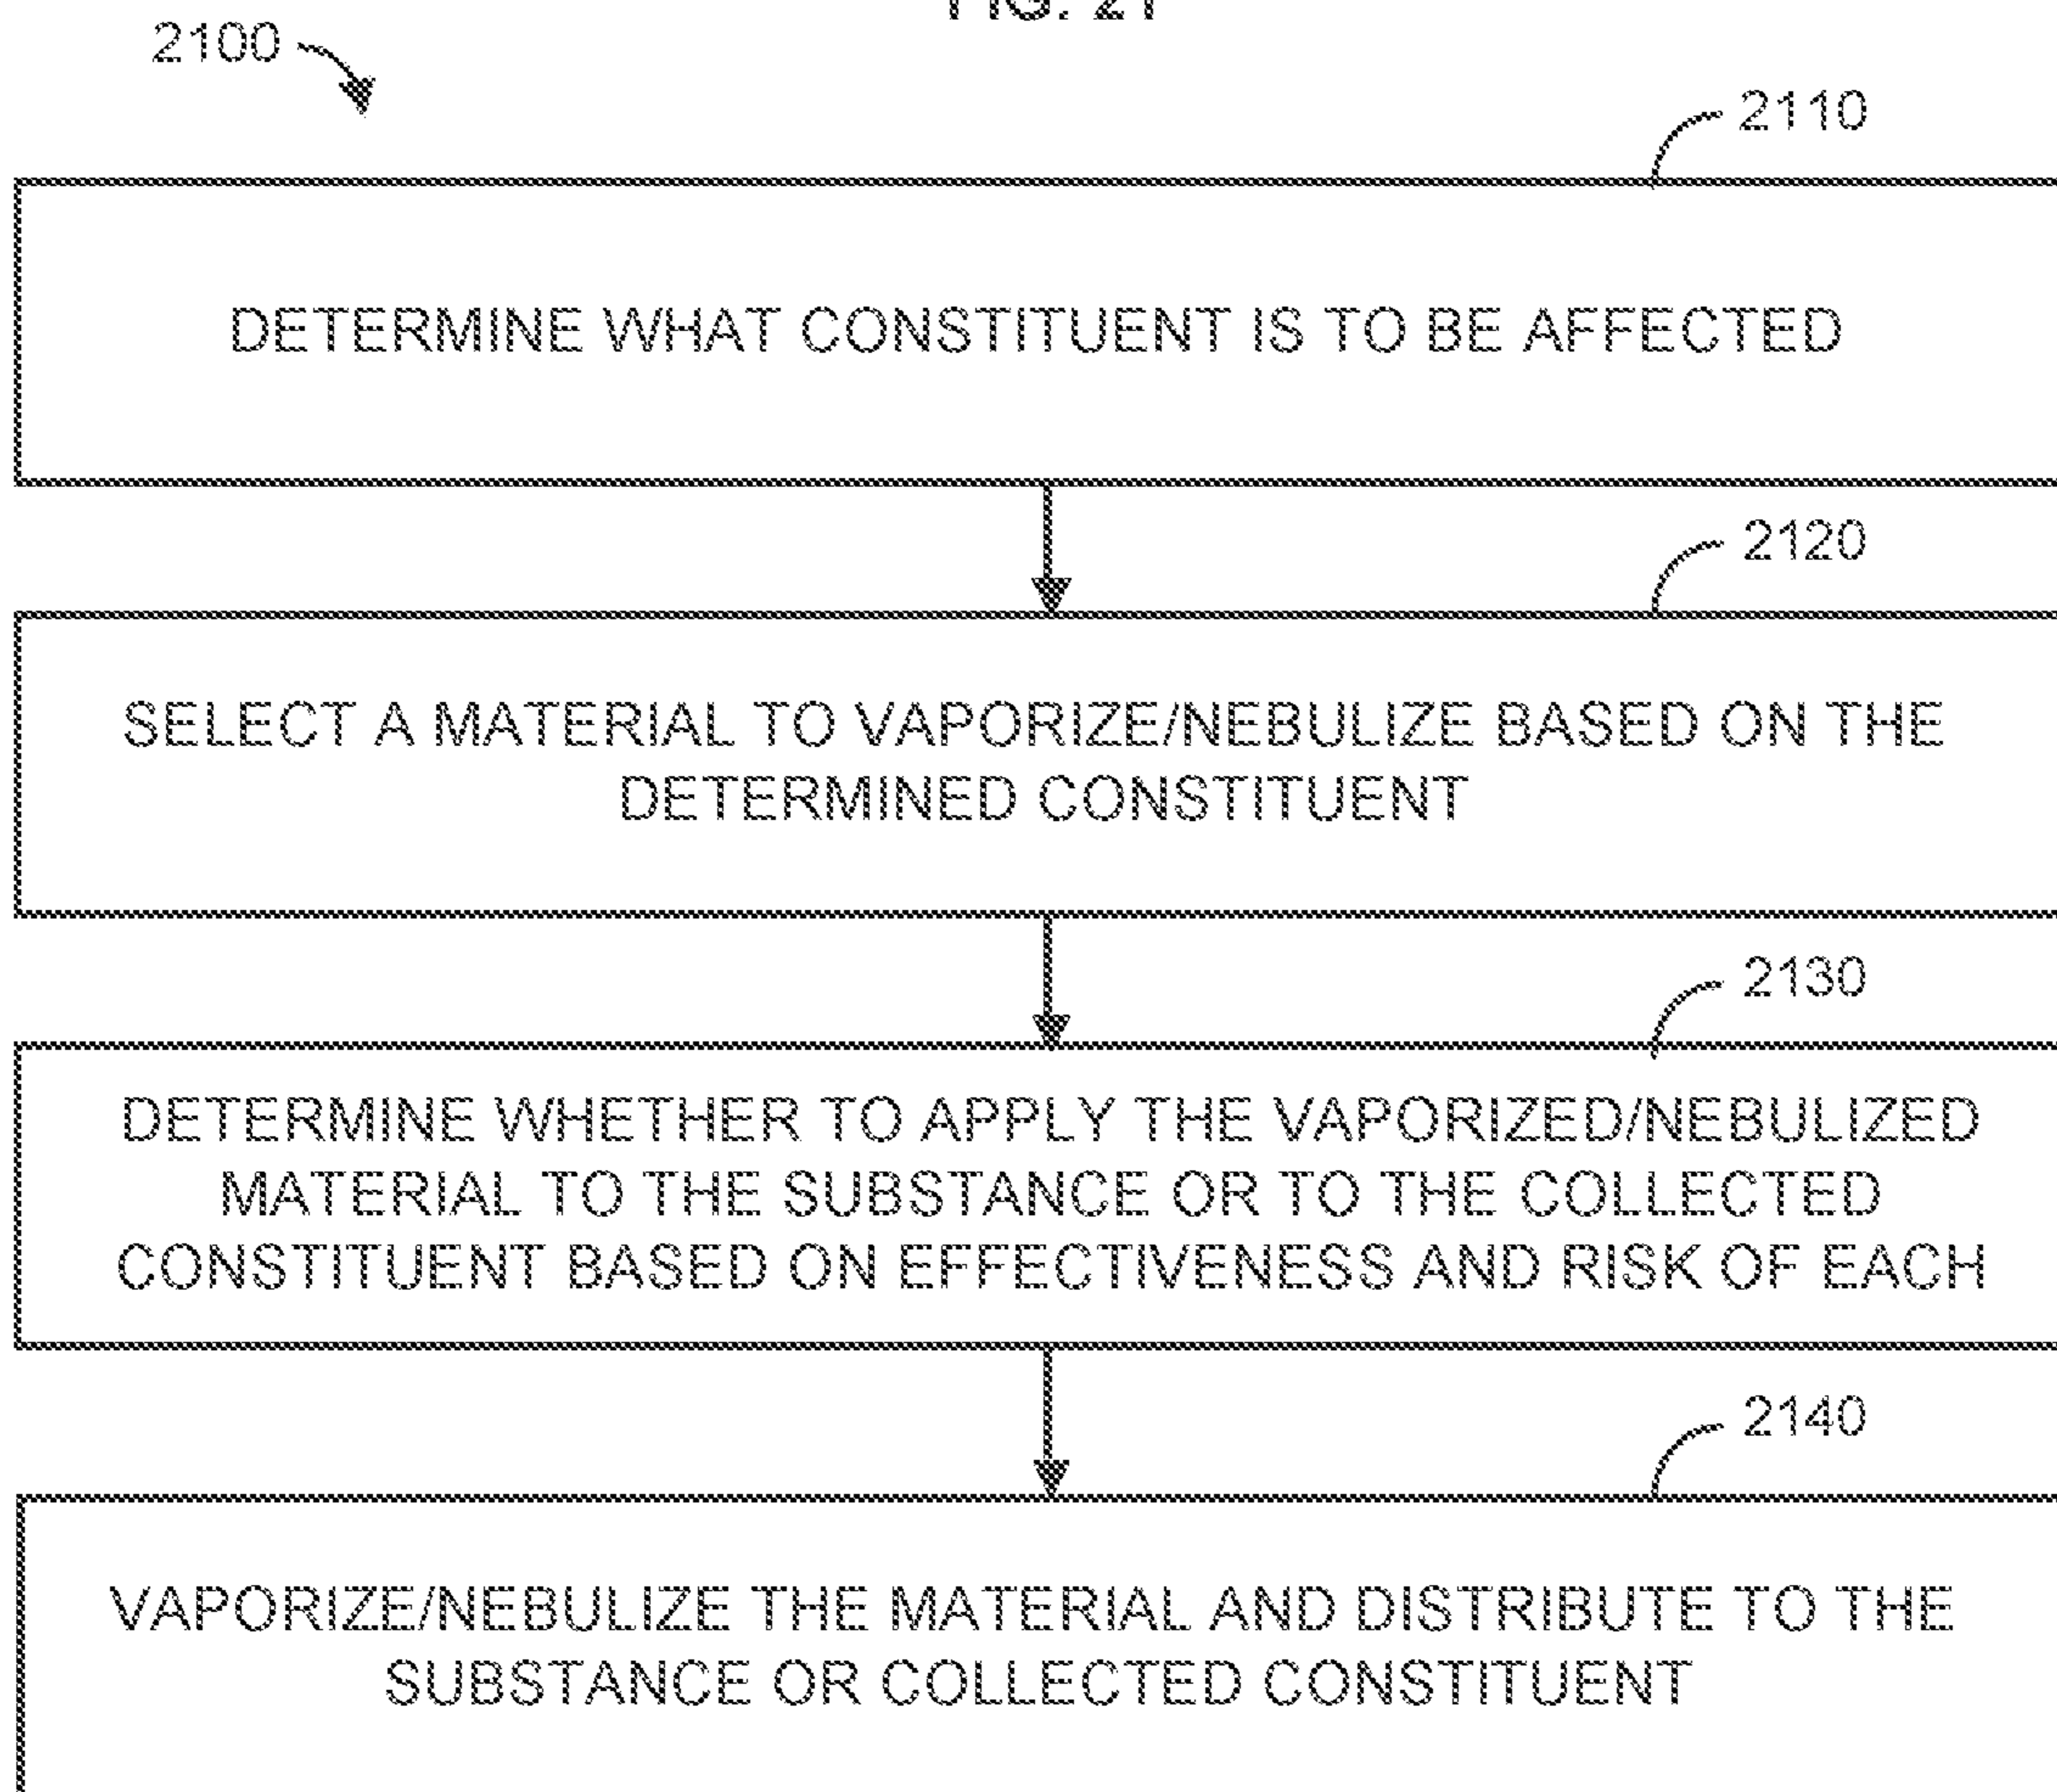 FIG. 21
2100
2110
DETERMINE WHAT CONSTITUENT IS TO BE AFFECTED
2120
SELECT A MATERIAL TO VAPORIZE/NEBULIZE BASED ON THE
DETERMINED CONSTITUENT
2130
DETERMINE WHETHER TO APPLY THE VAPORIZED/NEBULIZED
MATERIAL TO THE SUBSTANCE OR TO THE COLLECTED
CONSTITUENT BASED ON EFFECTIVENESS AND RISK OF EACH
2140
VAPORIZE/NEBULIZE THE MATERIAL AND DISTRIBUTE TO THE
SUBSTANCE OR COLLECTED CONSTITUENT